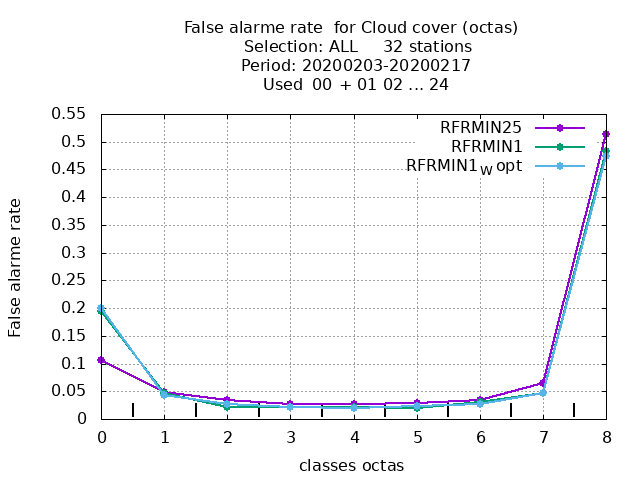 False alarme rate  for Cloud cover (octas)
Selection: ALL     32 stations
Period: 20200203-20200217
Used  00 + 01 02 ... 24
RFRMIN25
RFRMIN1
RFRMIN1w opt
False alarme rate
0.55
0.5
0.45
0.4
0.35
0.3
0.25
0.2
0.15
0.1
0.05
0
0 1 2 3 4 5 6 7 8
classes octas